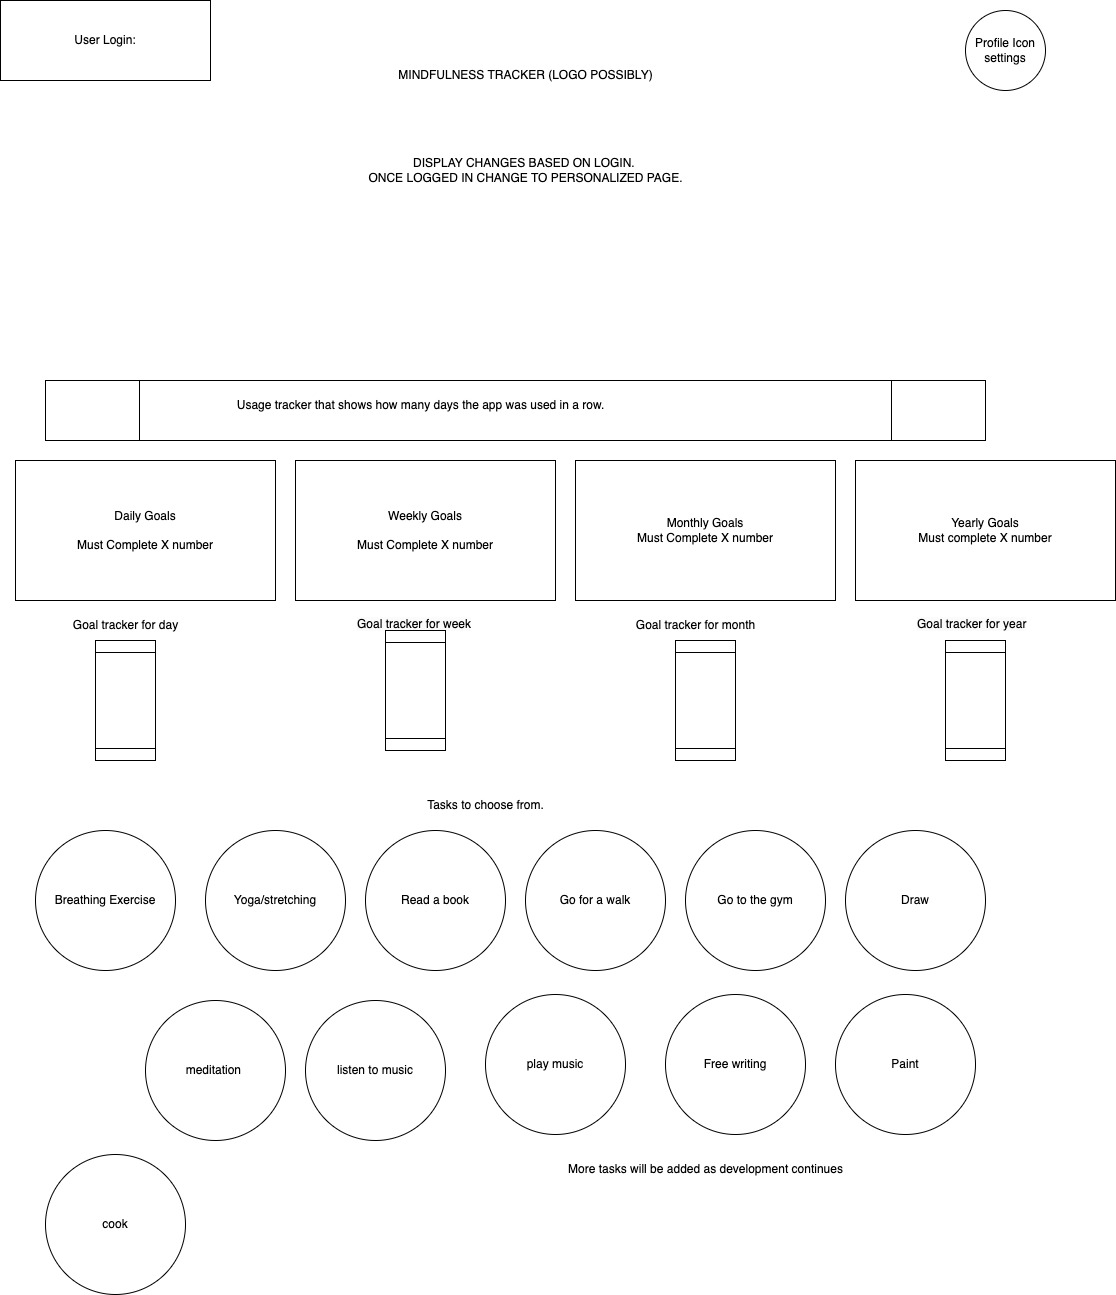 User Login:
Profile Icon
settings
MINDFULNESS TRACKER (LOGO POSSIBLY)
DISPLAY CHANGES BASED ON LOGIN.
ONCE LOGGED IN CHANGE TO PERSONALIZED PAGE.
Usage tracker that shows how many days the app was used in a row.
Daily Goals
Must Complete X number
Weekly Goals
Must Complete X number
Monthly Goals
Must Complete X number
Yearly Goals
Must complete X number
Goal tracker for day
Goal tracker for week
Goal tracker for month
Goal tracker for year
Tasks to choose from.
Breathing Exercise
Yoga/stretching
Read a book
Go for a walk
Go to the gym
Draw
meditation
listen to music
play music
Free writing
Paint
More tasks will be added as development continues
cook